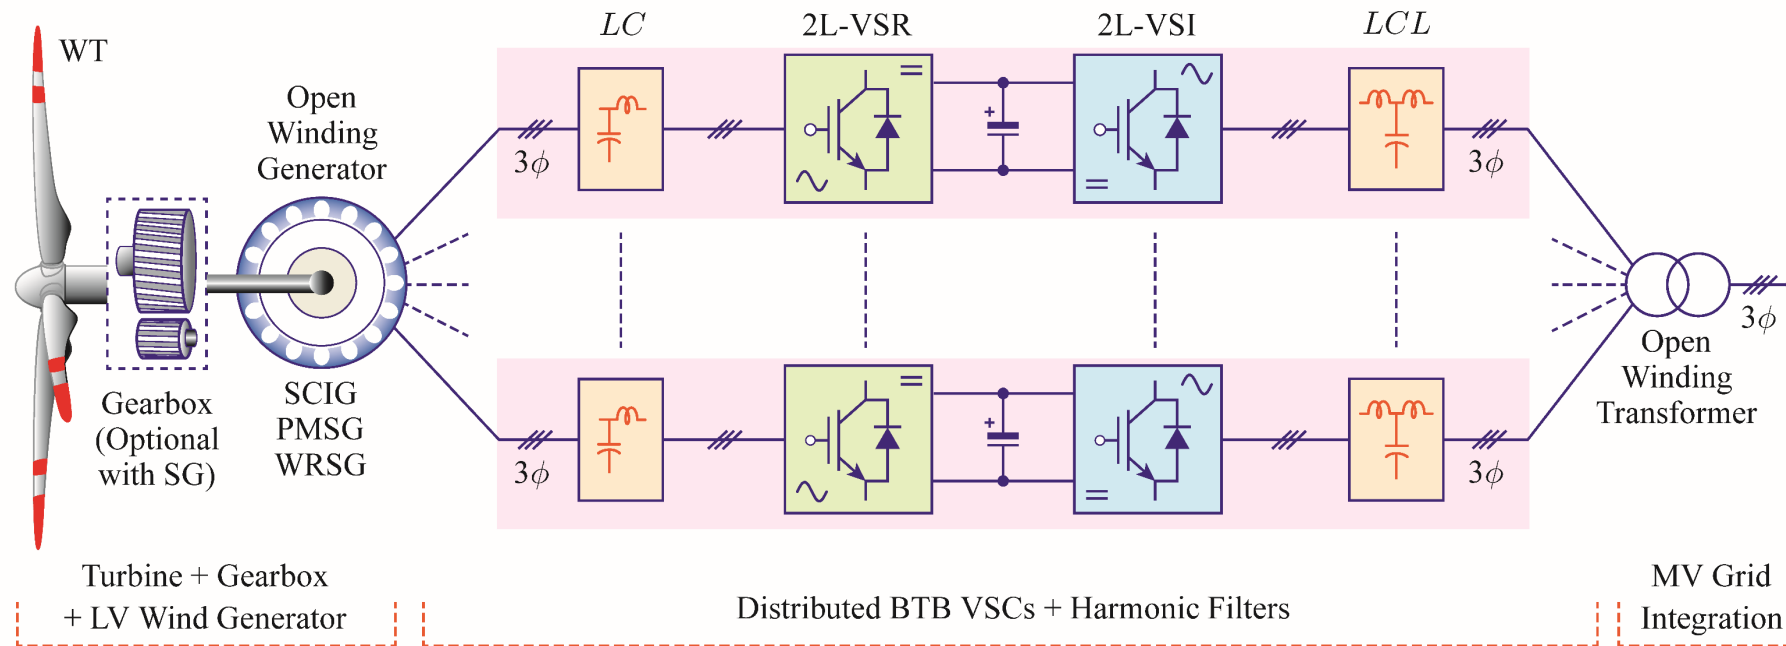 WT
Open
Winding
Generator
LC
2L-VSR
2L-VSI
LCL
3ϕ
+
3ϕ
Gearbox
(Optional
with SG)
SCIG
PMSG
WRSG
3ϕ
+
3ϕ
3ϕ
Open
Winding
Transformer
Turbine + Gearbox
+ LV Wind Generator
Distributed BTB VSCs + Harmonic Filters
MV Grid
Integration